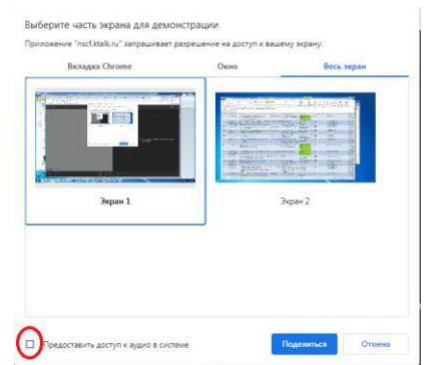 Выберите часть экрана для демонстрации
Приложение "nscf.ktalk.ru" запрашивает разрешение на доступ к вашему экрану.
Вкладка Chrome Окно Весь экран
Экран 1 Экран 2
Предоставить доступ к аудио в системе Поделиться Отмена